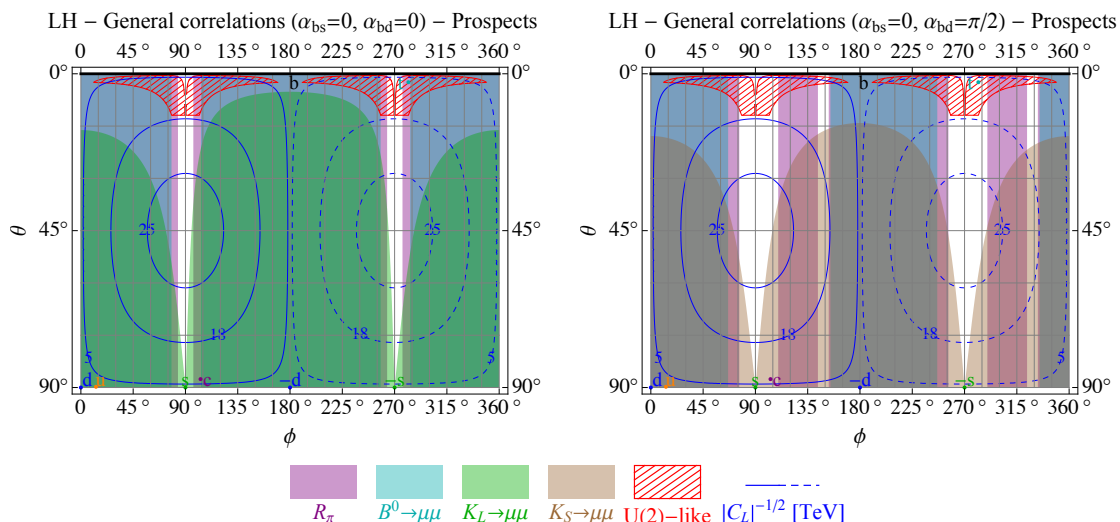 LH − General correlations (αbs=0, αbd=0) − Prospects
0 45 90 135 180 225 270 315 360 °
0°
45°
90°
0°
45°
90°
θ
b
25
25
18
18
5
5
d
s
c
−d
−s
0 45 90 135 180 225 270 315 360 °
ϕ
LH − General correlations (αbs=0, αbd=π/2) − Prospects
0 45 90 135 180 225 270 315 360 °
0°
45°
90°
0°
45°
90°
θ
b
25
25
18
18
5
5
d
s
c
−d
−s
0 45 90 135 180 225 270 315 360 °
ϕ
Rπ
B⁰→μμ
KL→μμ
KS→μμ
U(2)−like
|CL|−1/2 [TeV]